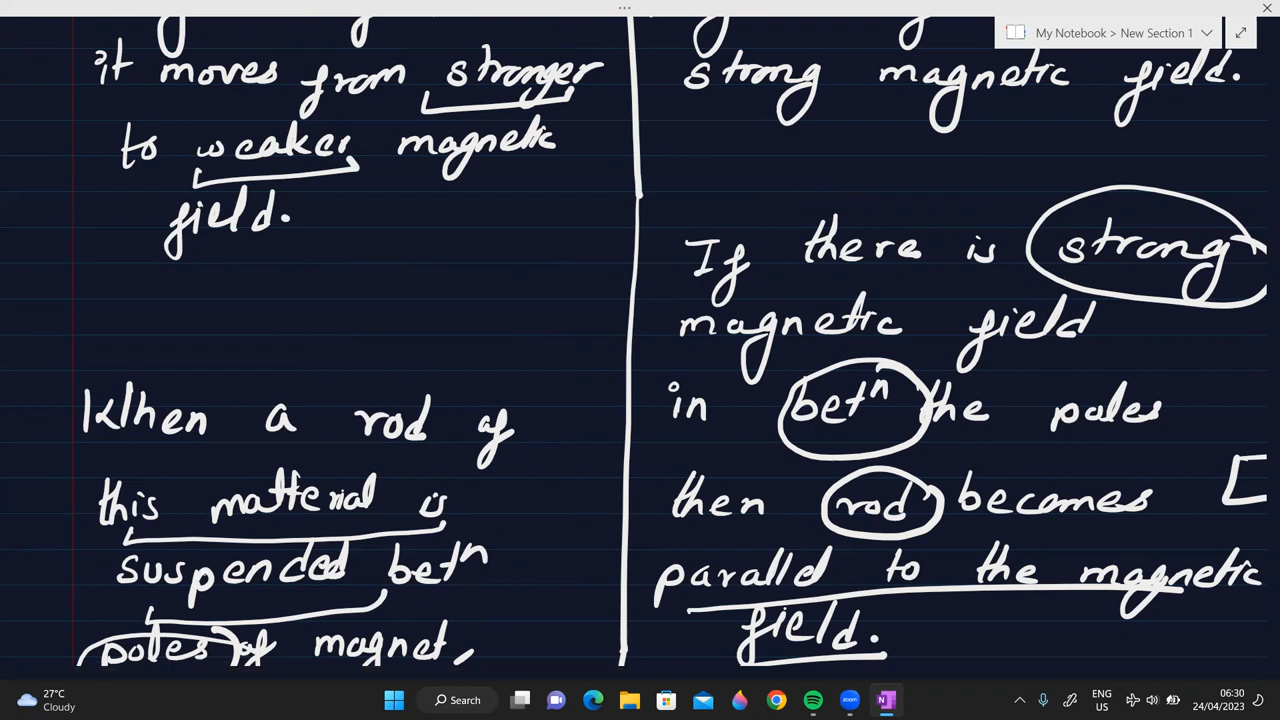 My Notebook > New Section 1
it moves from stronger
to weaker magnetic
field.
When a rod of
this matterial is
suspended betⁿ
poles of magnet,
strong magnetic field.
If there is strong
magnetic field
in betⁿ the poles
then rod becomes [
parallel to the magnetic
field.
27°C
Cloudy
Search
zoom
ENG
US
06:30
24/04/2023